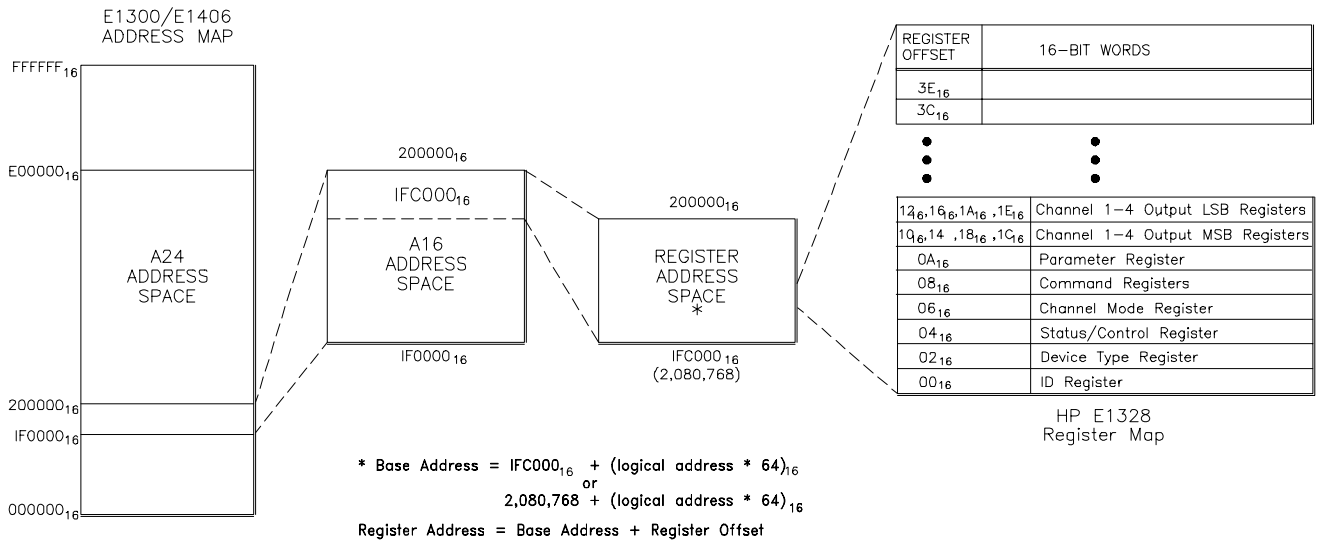 E1300/E1406
ADDRESS MAP
FFFFFF16
E0000016
A24
ADDRESS
SPACE
20000016
IF000016
00000016
20000016
IFC00016
A16
ADDRESS
SPACE
IF000016
20000016
REGISTER
ADDRESS
SPACE
*
IFC00016
(2,080,768)
REGISTER
OFFSET
16-BIT WORDS
3E16
3C16
1216,1616,1A16 ,1E16 Channel 1-4 Output LSB Registers
1016,14 ,1816 ,1C16 Channel 1-4 Output MSB Registers
0A16 Parameter Register
0816 Command Registers
0616 Channel Mode Register
0416 Status/Control Register
0216 Device Type Register
0016 ID Register
HP E1328
Register Map
* Base Address = IFC00016 + (logical address * 64)16
or
2,080,768 + (logical address * 64)16
Register Address = Base Address + Register Offset